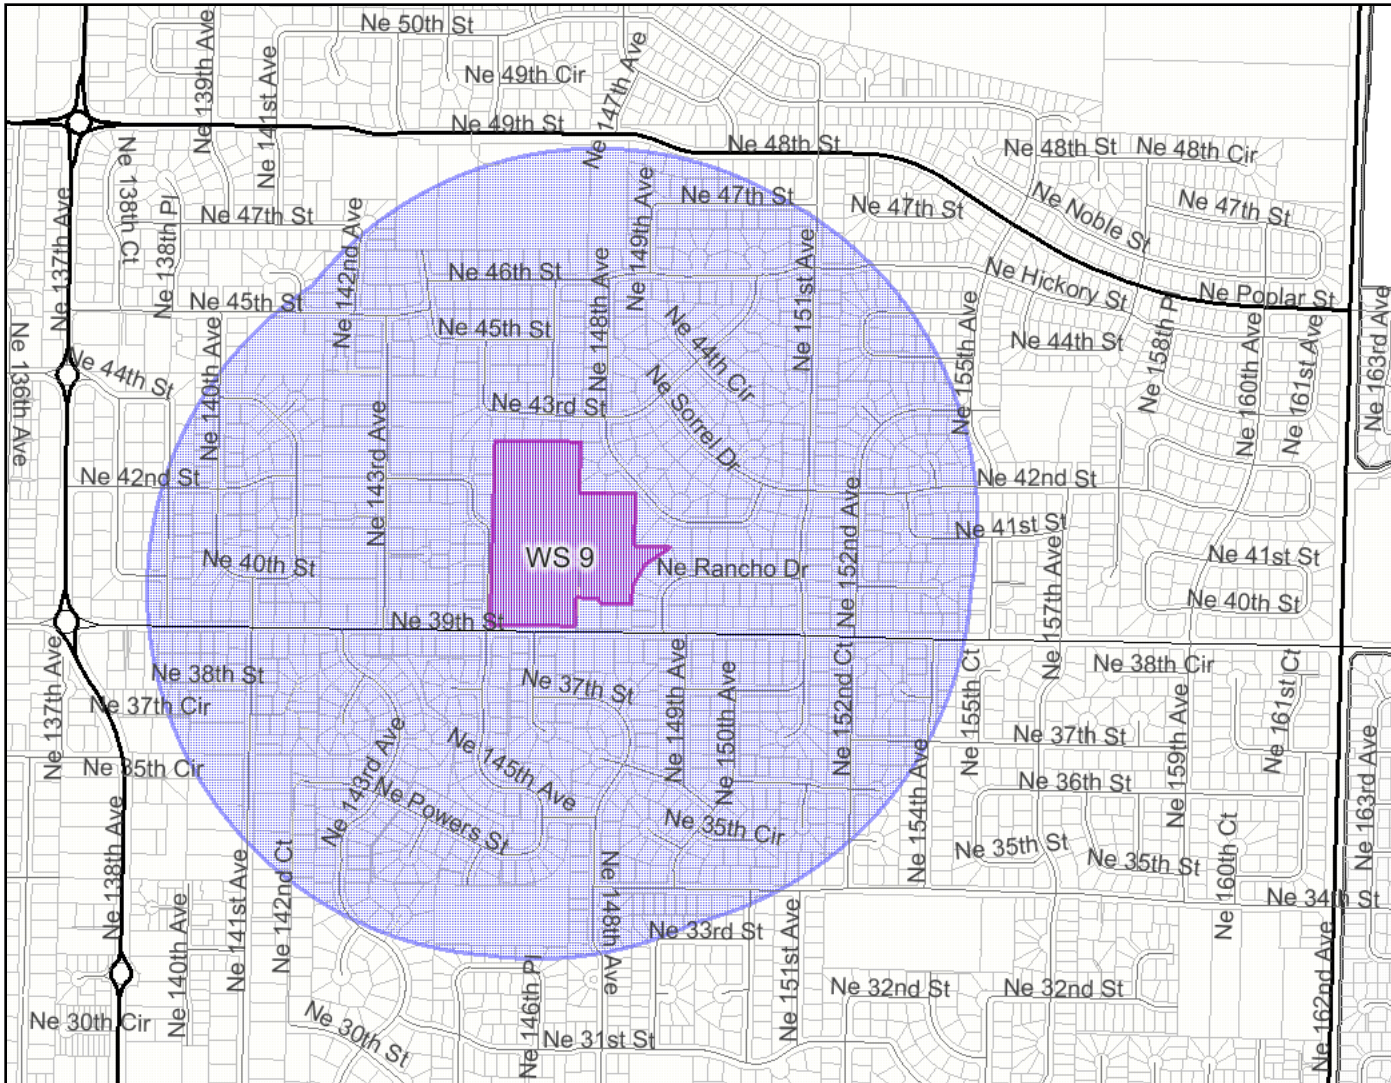 Ne 50th St
Ne 139th Ave
Ne 141st Ave
Ne 49th Cir
Ne 147th Ave
Ne 49th St
Ne 48th St
Ne 48th St
Ne 48th Cir
Ne 138th Ct
Ne 138th Pl
Ne 137th Ave
Ne 47th St
Ne 142nd Ave
Ne 149th Ave
Ne 47th St
Ne 47th St
Ne Noble St
Ne 47th St
Ne 46th St
Ne 148th Ave
Ne 151st Ave
Ne Hickory St
Ne Poplar St
Ne 45th St
Ne 45th St
Ne 44th Cir
Ne 155th Ave
Ne 44th St
Ne 158th Pl
Ne 160th Ave
Ne 161st Ave
Ne 163rd Ave
Ne 136th Ave
Ne 44th St
Ne 140th Ave
Ne 143rd Ave
Ne 43rd St
Ne Sorrel Dr
Ne 42nd St
Ne 42nd St
Ne 152nd Ave
Ne 41st St
Ne 157th Ave
Ne 41st St
Ne 40th St
WS 9
Ne Rancho Dr
Ne 40th St
Ne 39th St
Ne 137th Ave
Ne 38th St
Ne 37th Cir
Ne 37th St
Ne 149th Ave
Ne 150th Ave
Ne 152nd Ct
Ne 155th Ct
Ne 38th Cir
Ne 161st Ct
Ne 159th Ave
Ne 37th St
Ne 35th Cir
Ne 143rd Ave
Ne 145th Ave
Ne 36th St
Ne 163rd Ave
Ne 138th Ave
Ne Powers St
Ne 35th Cir
Ne 154th Ave
Ne 35th St
Ne 35th St
Ne 160th Ct
Ne 34th St
Ne 140th Ave
Ne 141st Ave
Ne 142nd Ct
Ne 148th Ave
Ne 33rd St
Ne 151st Ave
Ne 162nd Ave
Ne 32nd St
Ne 32nd St
Ne 30th Cir
Ne 30th St
Ne 146th Pl
Ne 31st St